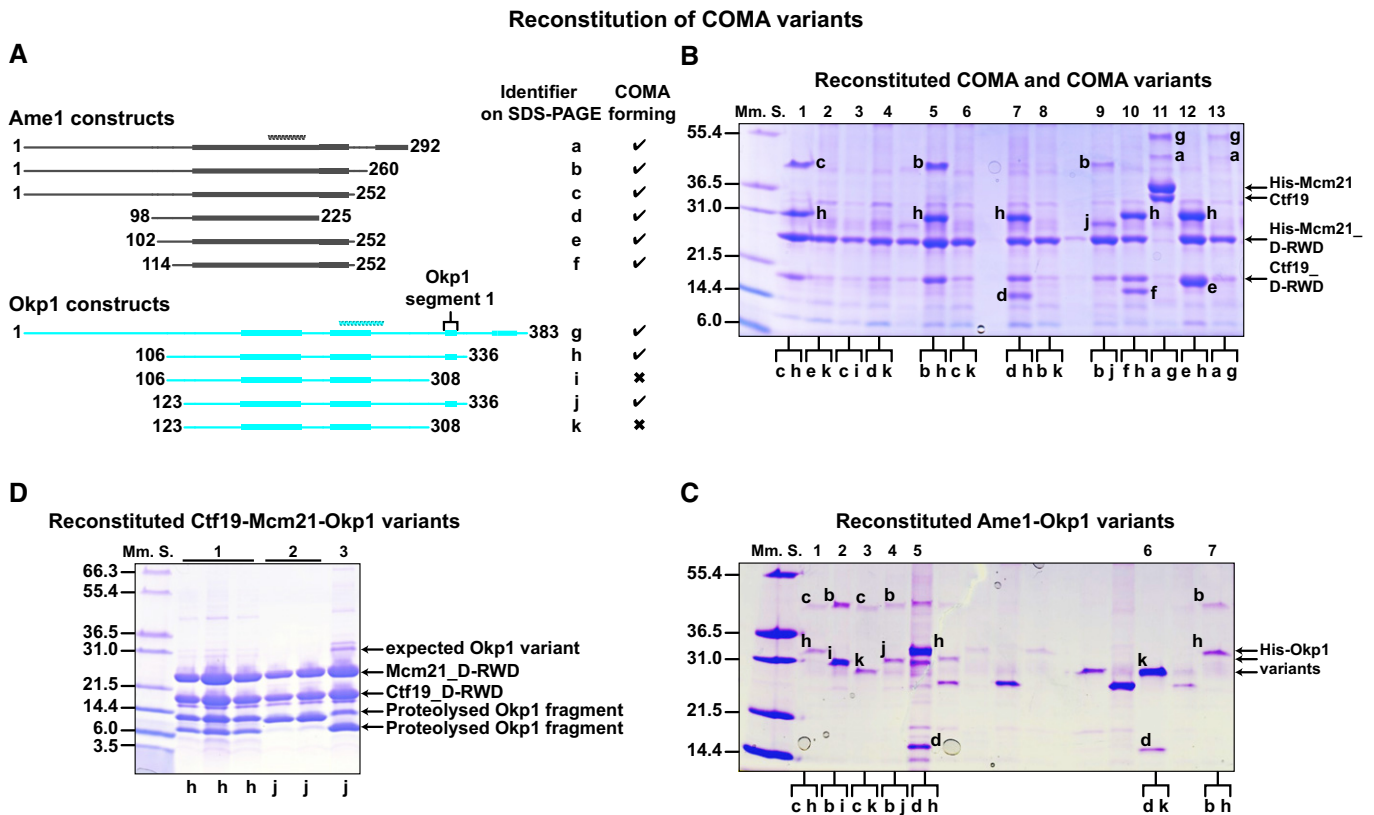 Reconstitution of COMA variants
A
Identifier on SDS-PAGE
COMA forming
Ame1 constructs
1 292 a ✔
1 260 b ✔
1 252 c ✔
98 225 d ✔
102 252 e ✔
114 252 f ✔
Okp1 segment 1
Okp1 constructs
1 383 g ✔
106 336 h ✔
106 308 i ✖
123 336 j ✔
123 308 k ✖
B
Reconstituted COMA and COMA variants
Mm. S. 1 2 3 4 5 6 7 8 9 10 11 12 13
55.4
36.5
31.0
21.5
14.4
6.0
c
h
b
h
h
d
b
j
h
f
g
a
h
e
g
a
His-Mcm21
Ctf19
His-Mcm21_
D-RWD
Ctf19_
D-RWD
c h e k c i d k b h c k d h b k b j f h a g e h a g
D
Reconstituted Ctf19-Mcm21-Okp1 variants
Mm. S. 1 2 3
66.3
55.4
36.5
31.0
21.5
14.4
6.0
3.5
expected Okp1 variant
Mcm21_D-RWD
Ctf19_D-RWD
Proteolysed Okp1 fragment
Proteolysed Okp1 fragment
h h h j j j
C
Reconstituted Ame1-Okp1 variants
Mm. S. 1 2 3 4 5 6 7
55.4
36.5
31.0
21.5
14.4
c b c b b
h i k j h k h
d d
His-Okp1
variants
c h b i c k b j d h d k b h